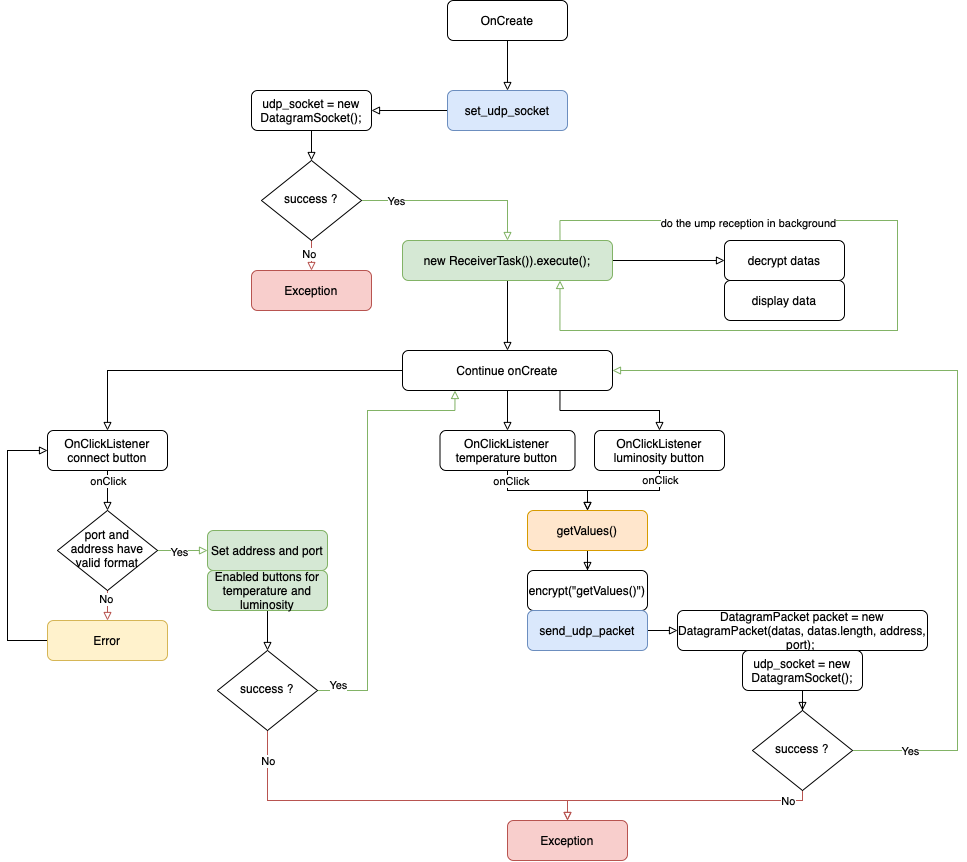 OnCreate
set_udp_socket
udp_socket = new
DatagramSocket();
success ?
Yes
No
Exception
do the ump reception in background
new ReceiverTask()).execute();
decrypt datas
display data
Continue onCreate
OnClickListener
connect button
onClick
port and
address have
valid format
Yes
No
Error
Set address and port
Enabled buttons for
temperature and
luminosity
success ?
Yes
No
OnClickListener
temperature button
onClick
OnClickListener
luminosity button
onClick
getValues()
encrypt("getValues()")
send_udp_packet
DatagramPacket packet = new
DatagramPacket(datas, datas.length, address,
port);
udp_socket = new
DatagramSocket();
success ?
Yes
No
Exception